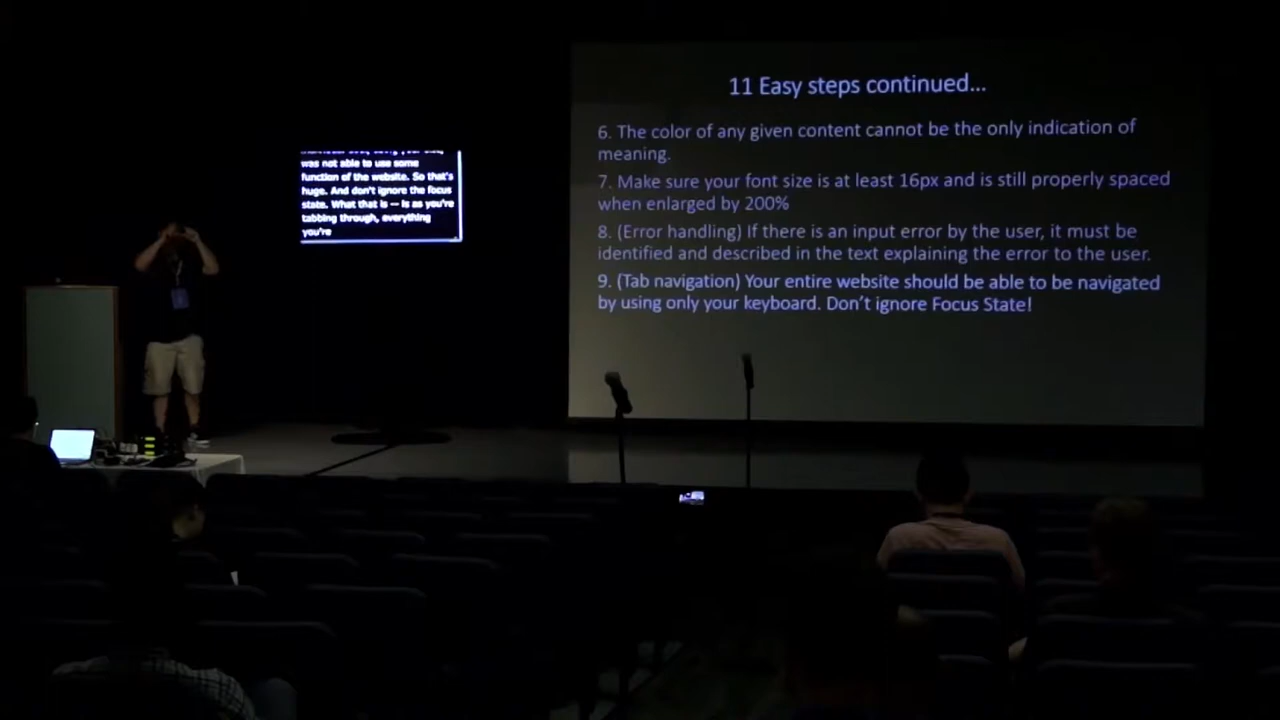 was not able to use some
function of the website. So that's
huge. And don't ignore the focus
state. What that is -- is as you're
tabbing through, everything
you're
11 Easy steps continued...
6. The color of any given content cannot be the only indication of
meaning.
7. Make sure your font size is at least 16px and is still properly spaced
when enlarged by 200%
8. (Error handling) If there is an input error by the user, it must be
identified and described in the text explaining the error to the user.
9. (Tab navigation) Your entire website should be able to be navigated
by using only your keyboard. Don't ignore Focus State!